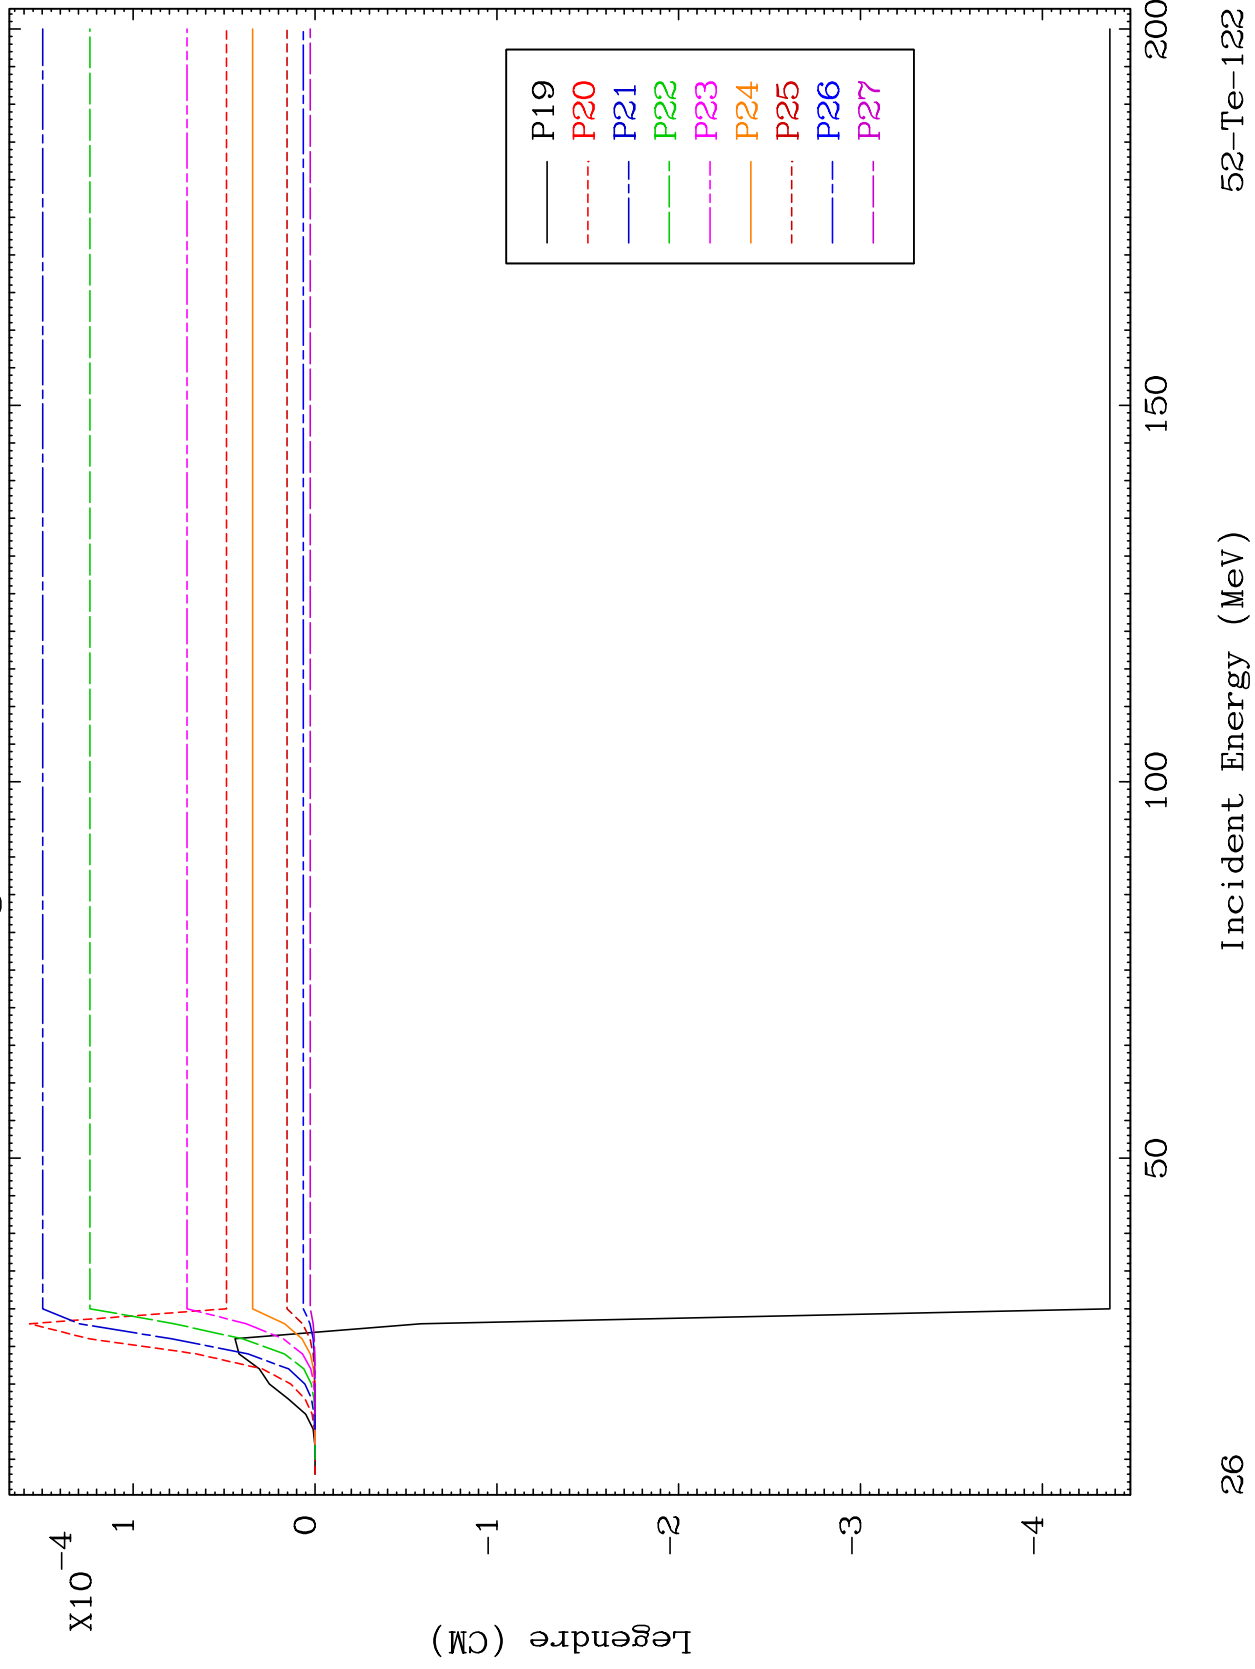 X10-4
1
0
-1
-2
-3
-4
Legendre (CM)
50
100
150
200
Incident Energy (MeV)
P19
P20
P21
P22
P23
P24
P25
P26
P27
26
52-Te-122